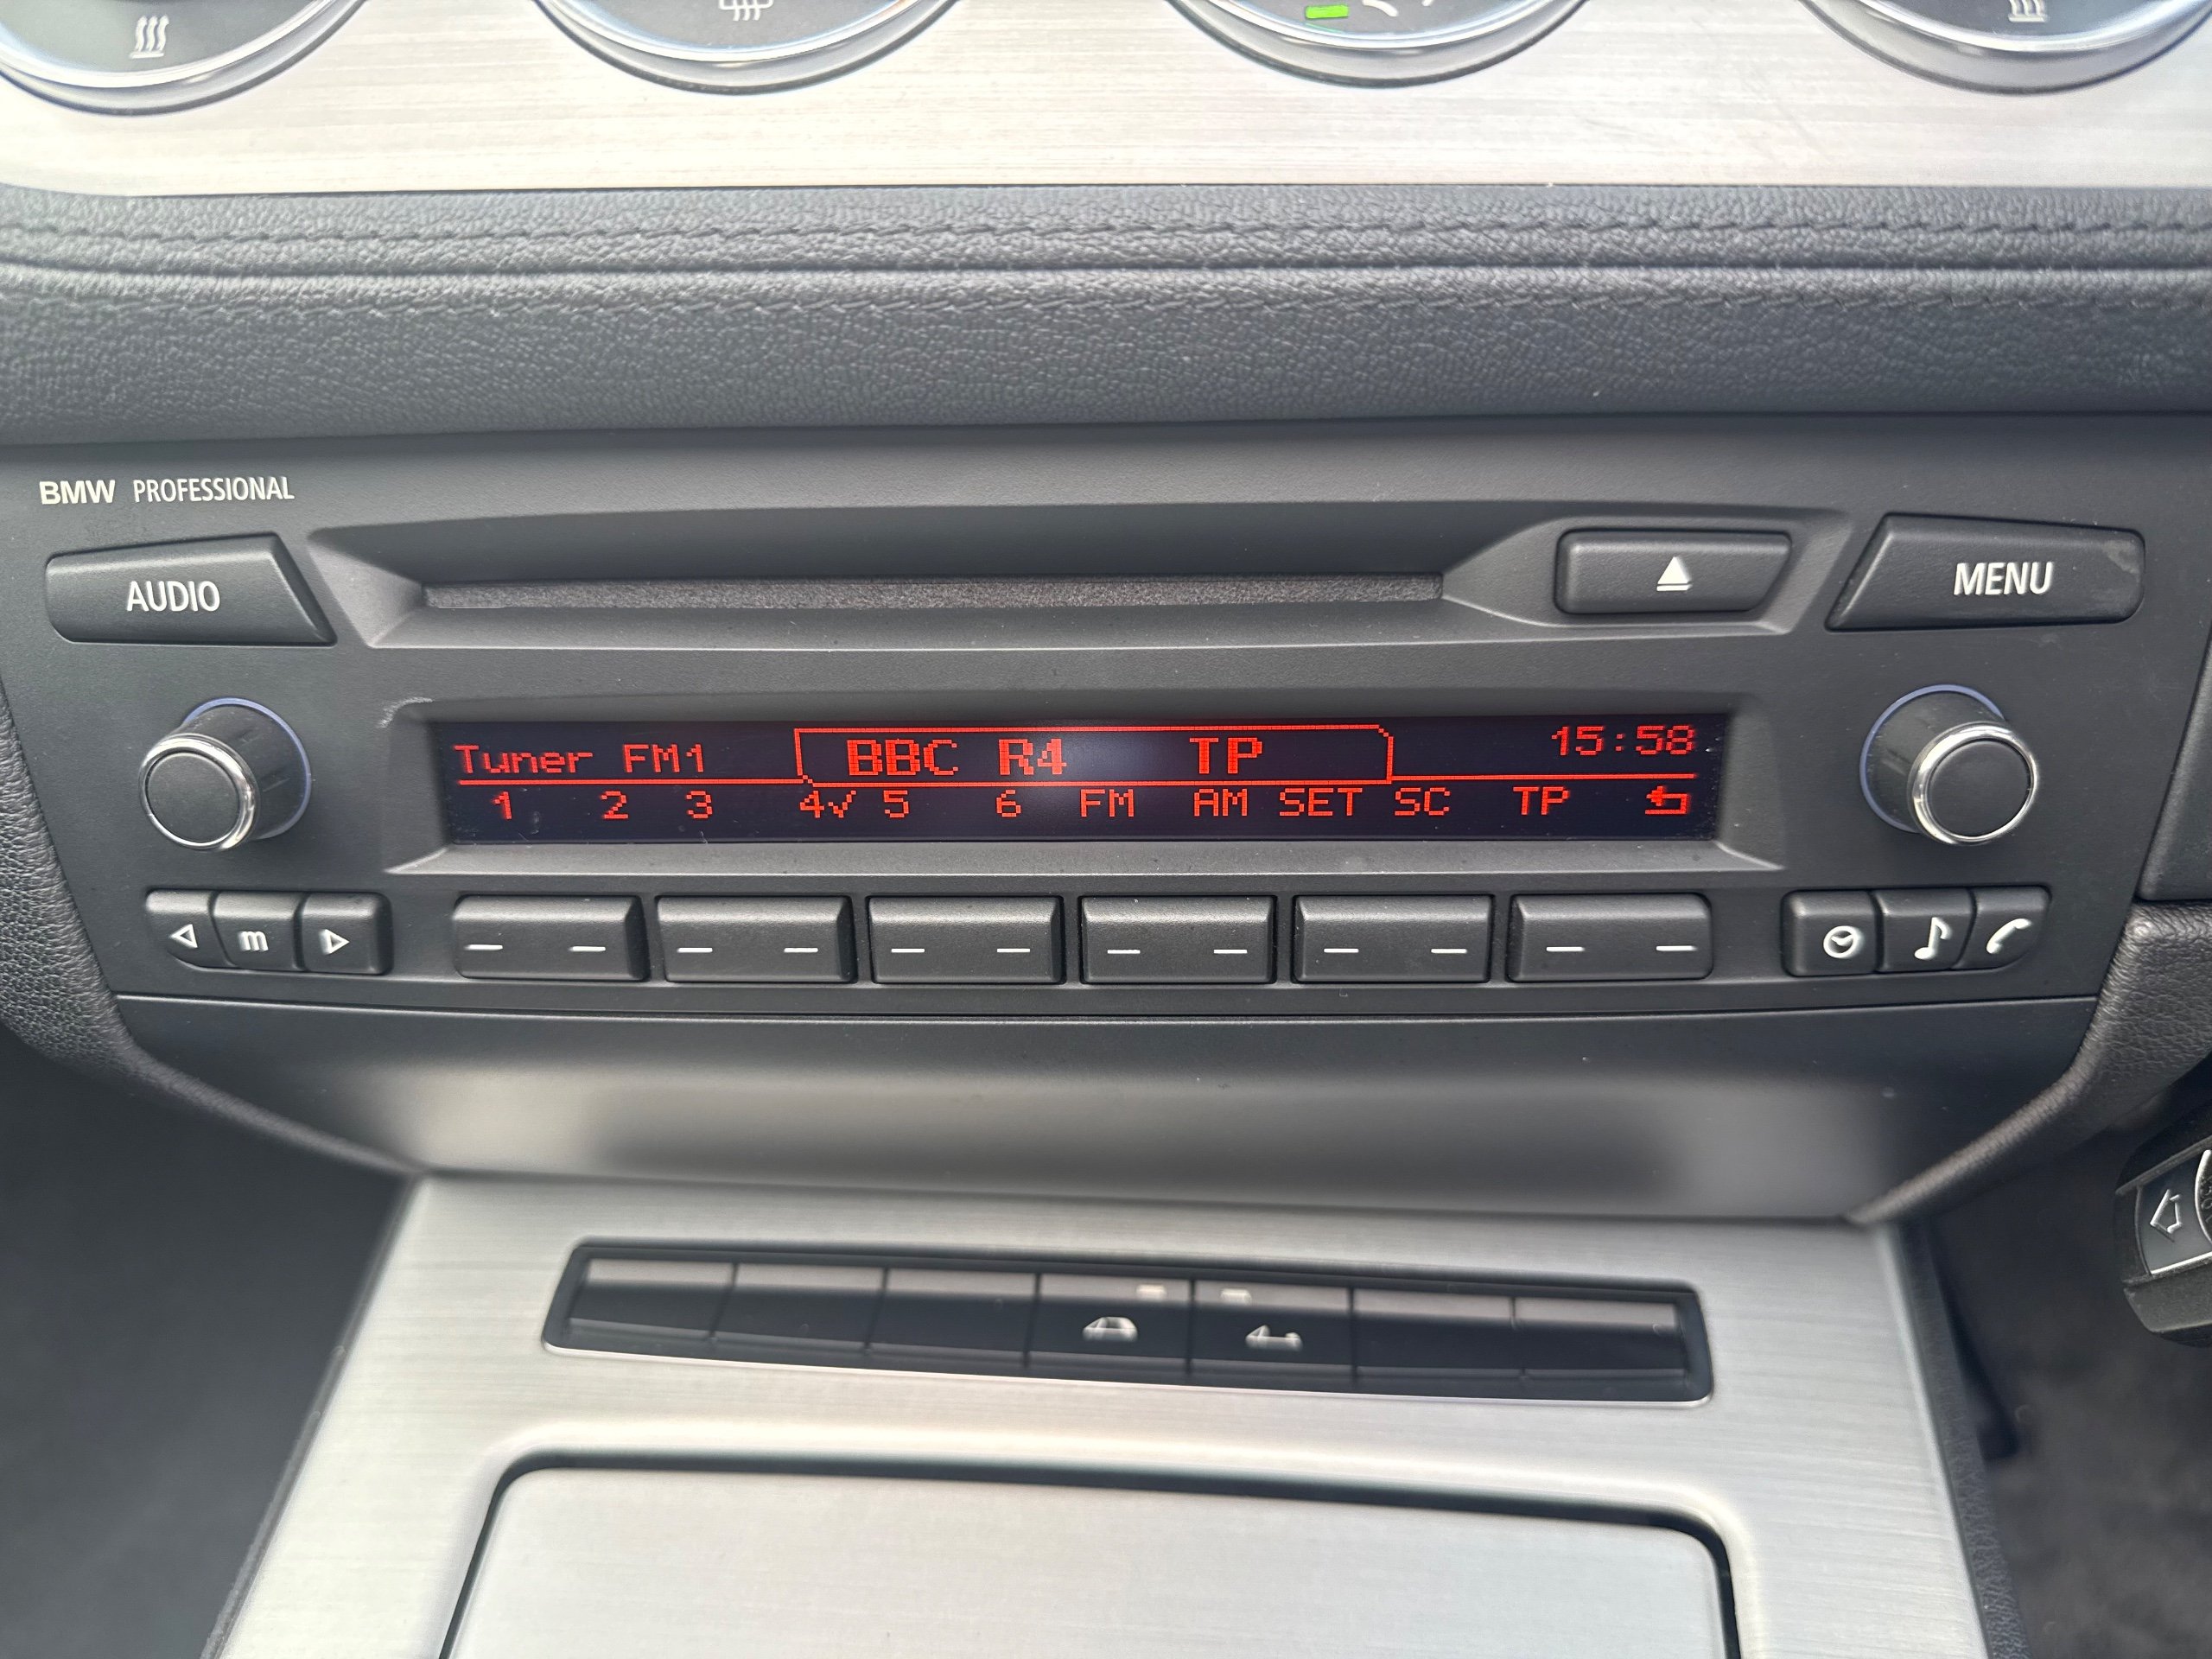 BMW PROFESSIONAL
AUDIO
MENU
Tuner FM1 BBC R4 TP 15:58
1 2 3 4✓ 5 6 FM AM SET SC TP
m